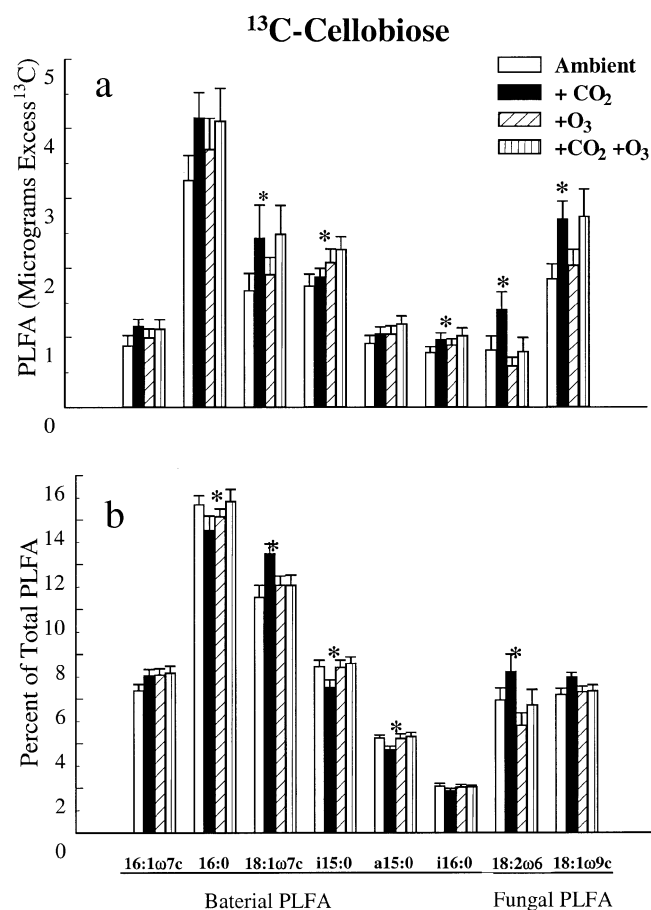 ¹³C-Cellobiose
a
Ambient
+ CO₂
+O₃
+CO₂ +O₃
PLFA (Micrograms Excess¹³C)
5
4
3
2
1
0
*
*
*
*
*
b
Percent of Total PLFA
16
14
12
10
8
6
4
2
0
*
*
*
*
*
16:1ω7c 16:0 18:1ω7c i15:0 a15:0 i16:0 18:2ω6 18:1ω9c
Baterial PLFA Fungal PLFA